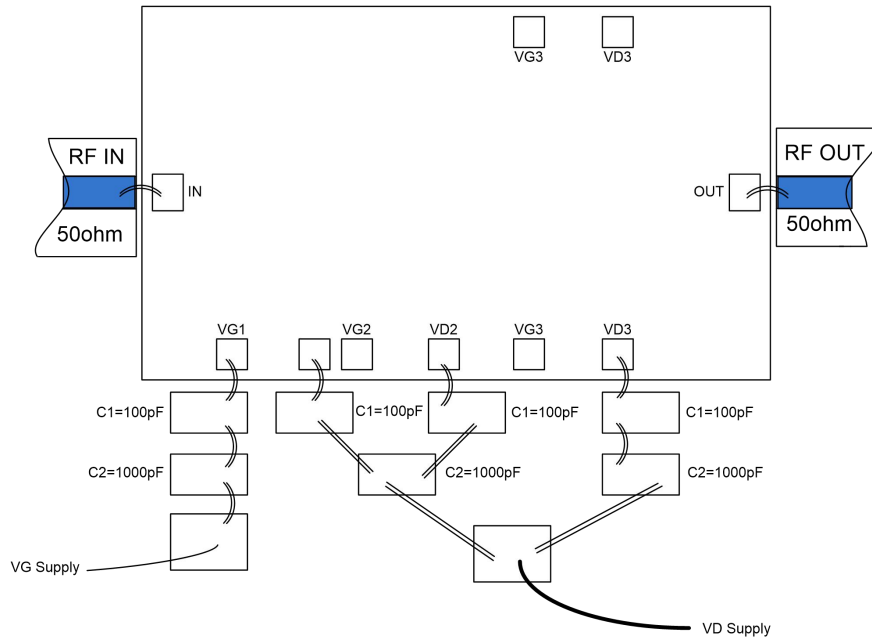 VG3
VD3
RF IN
RF OUT
IN
OUT
50ohm
50ohm
VG1
VG2
VD2
VG3
VD3
C1=100pF
C1=100pF
C1=100pF
C1=100pF
C2=1000pF
C2=1000pF
C2=1000pF
VG Supply
VD Supply